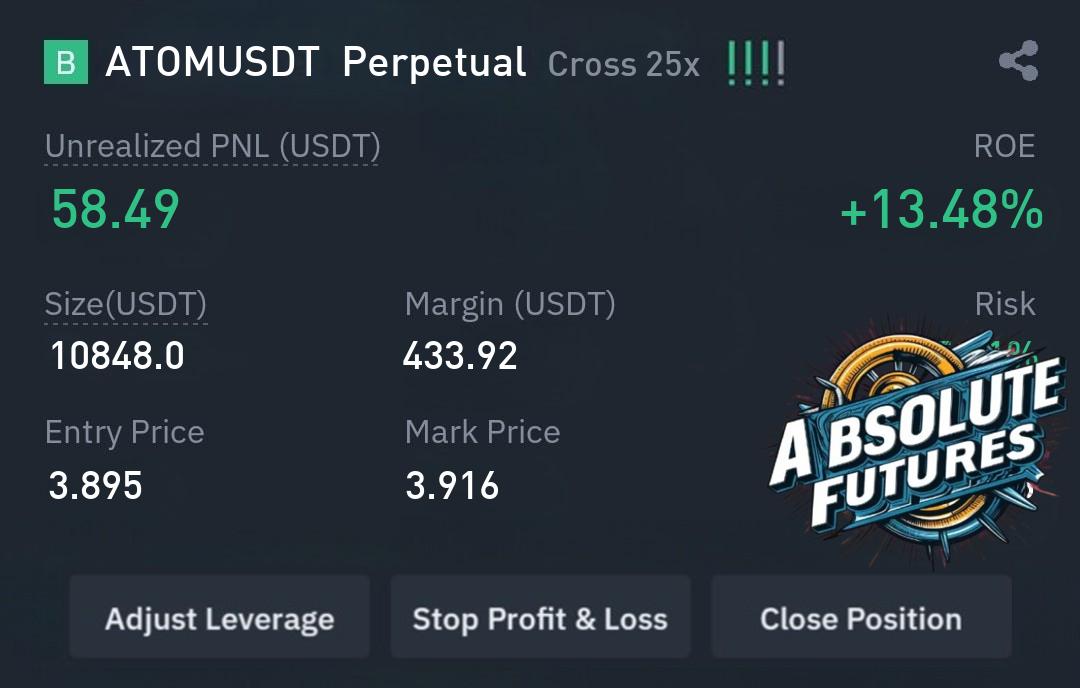 B ATOMUSDT Perpetual Cross 25x !!!!
Unrealized PNL (USDT) ROE
58.49 +13.48%
Size(USDT) Margin (USDT) Risk
10848.0 433.92
Entry Price Mark Price
3.895 3.916
ABSOLUTE
FUTURES
Adjust Leverage Stop Profit & Loss Close Position